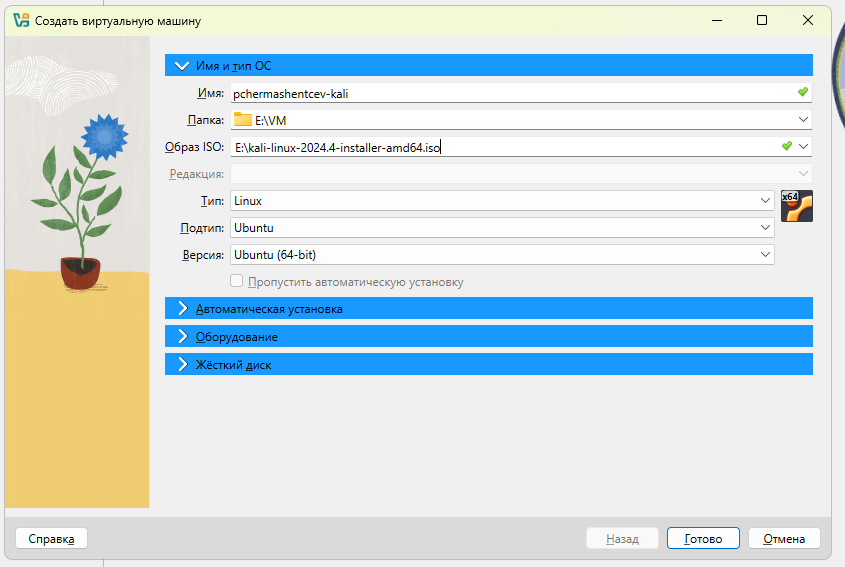 Создать виртуальную машину
Имя и тип ОС
Имя: pchermashentcev-kali
Папка: E:\VM
Образ ISO: E:\kali-linux-2024.4-installer-amd64.iso
Редакция:
Тип: Linux
x64
Подтип: Ubuntu
Версия: Ubuntu (64-bit)
Пропустить автоматическую установку
Автоматическая установка
Оборудование
Жёсткий диск
Справка Назад Готово Отмена